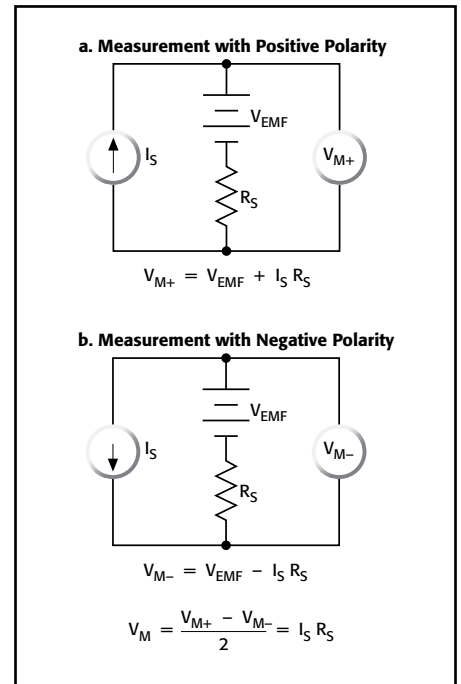 a. Measurement with Positive Polarity
V_EMF
I_S
V_M+
R_S
V_M+ = V_EMF + I_S R_S
b. Measurement with Negative Polarity
V_EMF
I_S
V_M–
R_S
V_M– = V_EMF – I_S R_S
V_M = (V_M+ – V_M–)/2 = I_S R_S